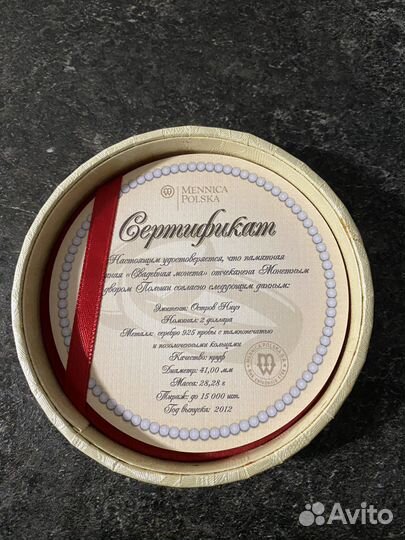 MENNICA
POLSKA
Сертификат
Настоящим удостоверяется, что памятная
«Свадебная монета» отчеканена Монетным
двором Польши согласно следующим данным:
Эмитент: Остров Ниуэ
Номинал: 2 доллара
Металл: серебро 925 пробы с тампопечатью
и позолоченными кольцами
Качество: пруф
Диаметр: 41,00 мм
Масса: 28,28 г
Тираж: до 15 000 шт.
Год выпуска: 2012
Avito